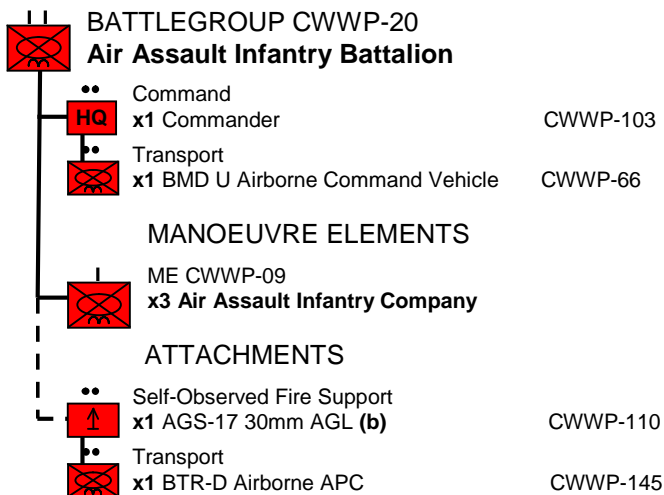 BATTLEGROUP CWWP-20
Air Assault Infantry Battalion
Command
HQ x1 Commander CWWP-103
Transport
x1 BMD U Airborne Command Vehicle CWWP-66
MANOEUVRE ELEMENTS
ME CWWP-09
x3 Air Assault Infantry Company
ATTACHMENTS
Self-Observed Fire Support
x1 AGS-17 30mm AGL (b) CWWP-110
Transport
x1 BTR-D Airborne APC CWWP-145